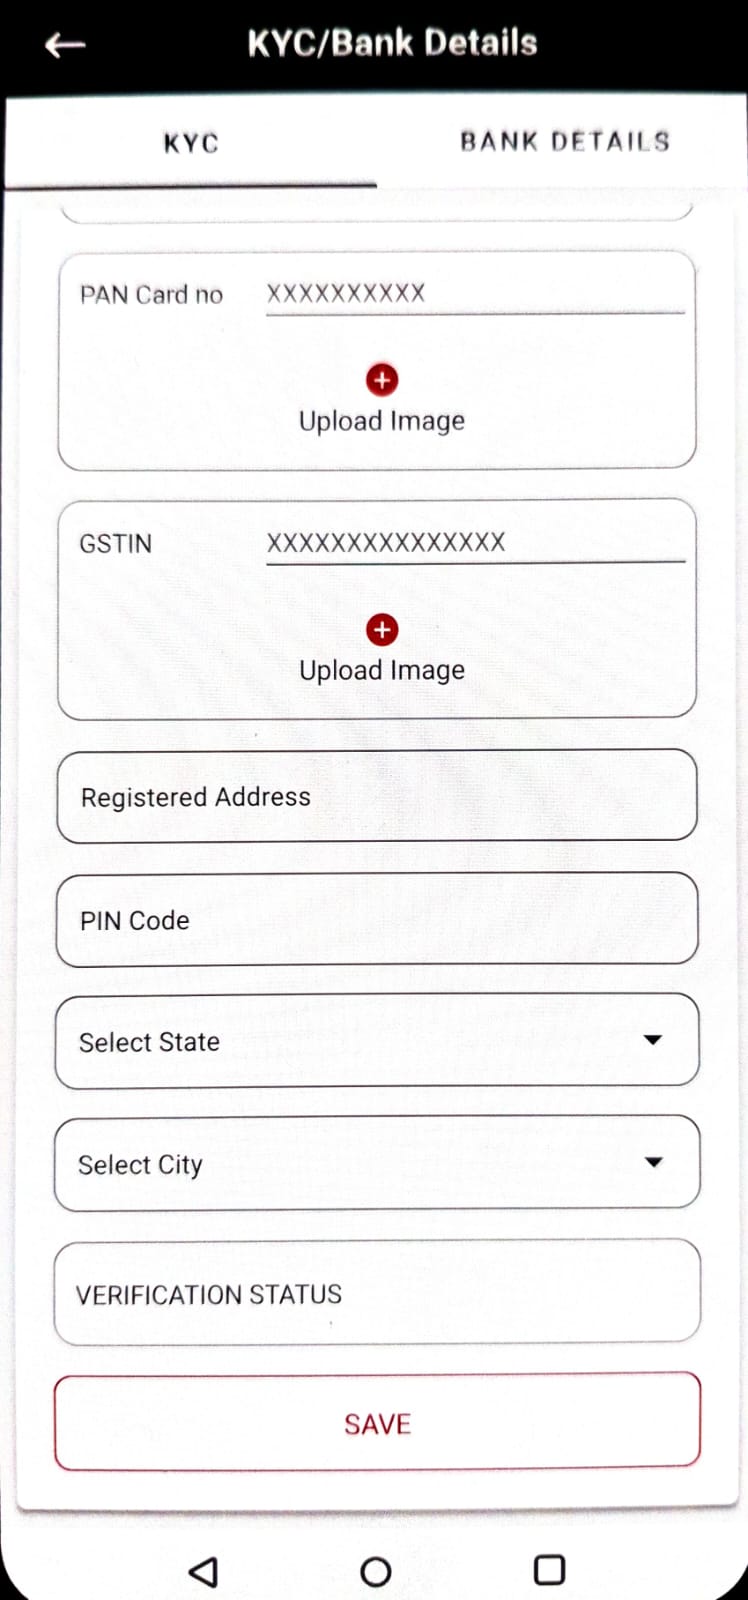 KYC/Bank Details
KYC
BANK DETAILS
PAN Card no XXXXXXXXXX
Upload Image
GSTIN XXXXXXXXXXXXXXX
Upload Image
Registered Address
PIN Code
Select State
Select City
VERIFICATION STATUS
SAVE